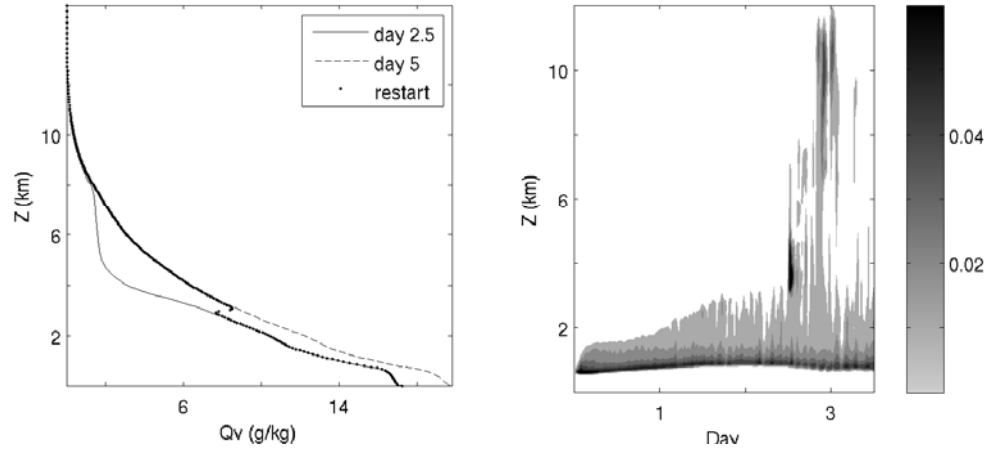 day 2.5
day 5
restart
10
6
2
Z (km)
6 14
Qv (g/kg)
10
6
2
Z (km)
1 3
Day
0.04
0.02